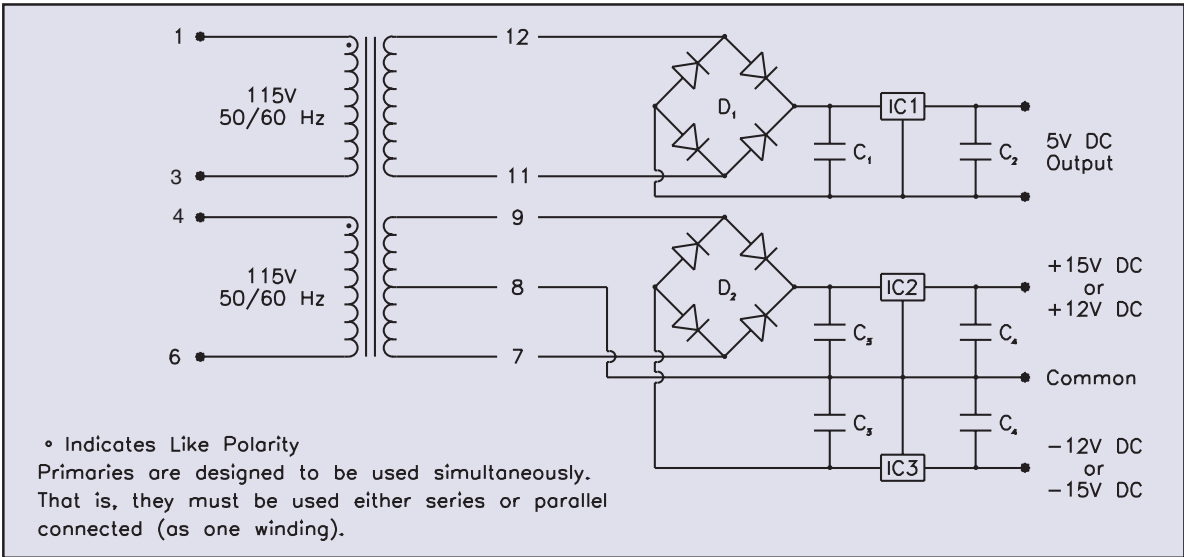 1
12
115V
50/60 Hz
D1
IC1
C1
C2
5V DC
Output
3
11
4
9
115V
50/60 Hz
8
D2
IC2
C3
C4
+15V DC
or
+12V DC
6
7
Common
C3
C4
IC3
−12V DC
or
−15V DC
° Indicates Like Polarity
Primaries are designed to be used simultaneously.
That is, they must be used either series or parallel
connected (as one winding).